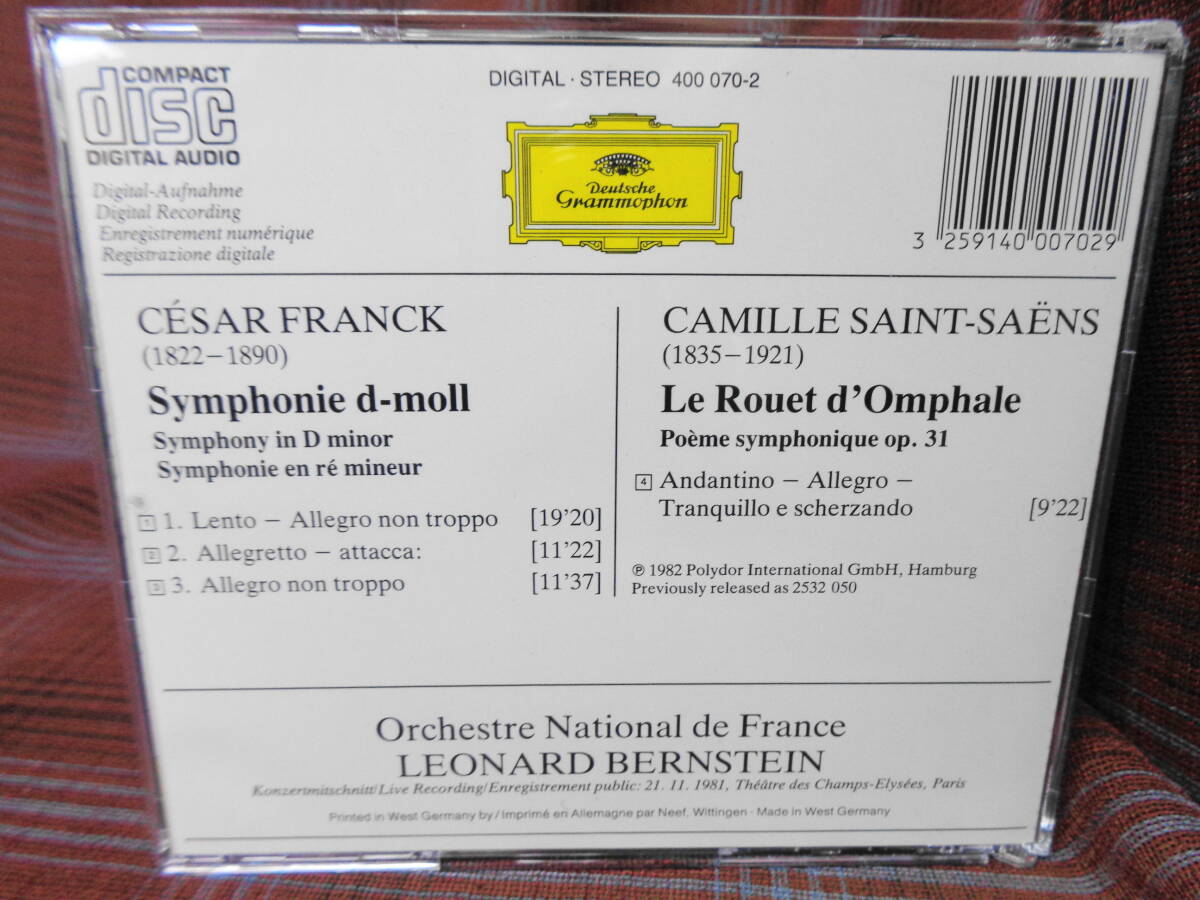 COMPACT
disc
DIGITAL AUDIO
DIGITAL · STEREO 400 070-2
Deutsche
Grammophon
3 259140 007029
Digital-Aufnahme
Digital Recording
Enregistrement numérique
Registrazione digitale
CÉSAR FRANCK
(1822–1890)
Symphonie d-moll
Symphony in D minor
Symphonie en ré mineur
1 1. Lento – Allegro non troppo [19'20]
2 2. Allegretto – attacca: [11'22]
3 3. Allegro non troppo [11'37]
CAMILLE SAINT-SAËNS
(1835–1921)
Le Rouet d'Omphale
Poème symphonique op. 31
4 Andantino – Allegro –
Tranquillo e scherzando [9'22]
℗ 1982 Polydor International GmbH, Hamburg
Previously released as 2532 050
Orchestre National de France
LEONARD BERNSTEIN
Konzertmitschnitt/Live Recording/Enregistrement public: 21. 11. 1981, Théâtre des Champs-Elysées, Paris
Printed in West Germany by / Imprimé en Allemagne par Neef, Wittingen · Made in West Germany